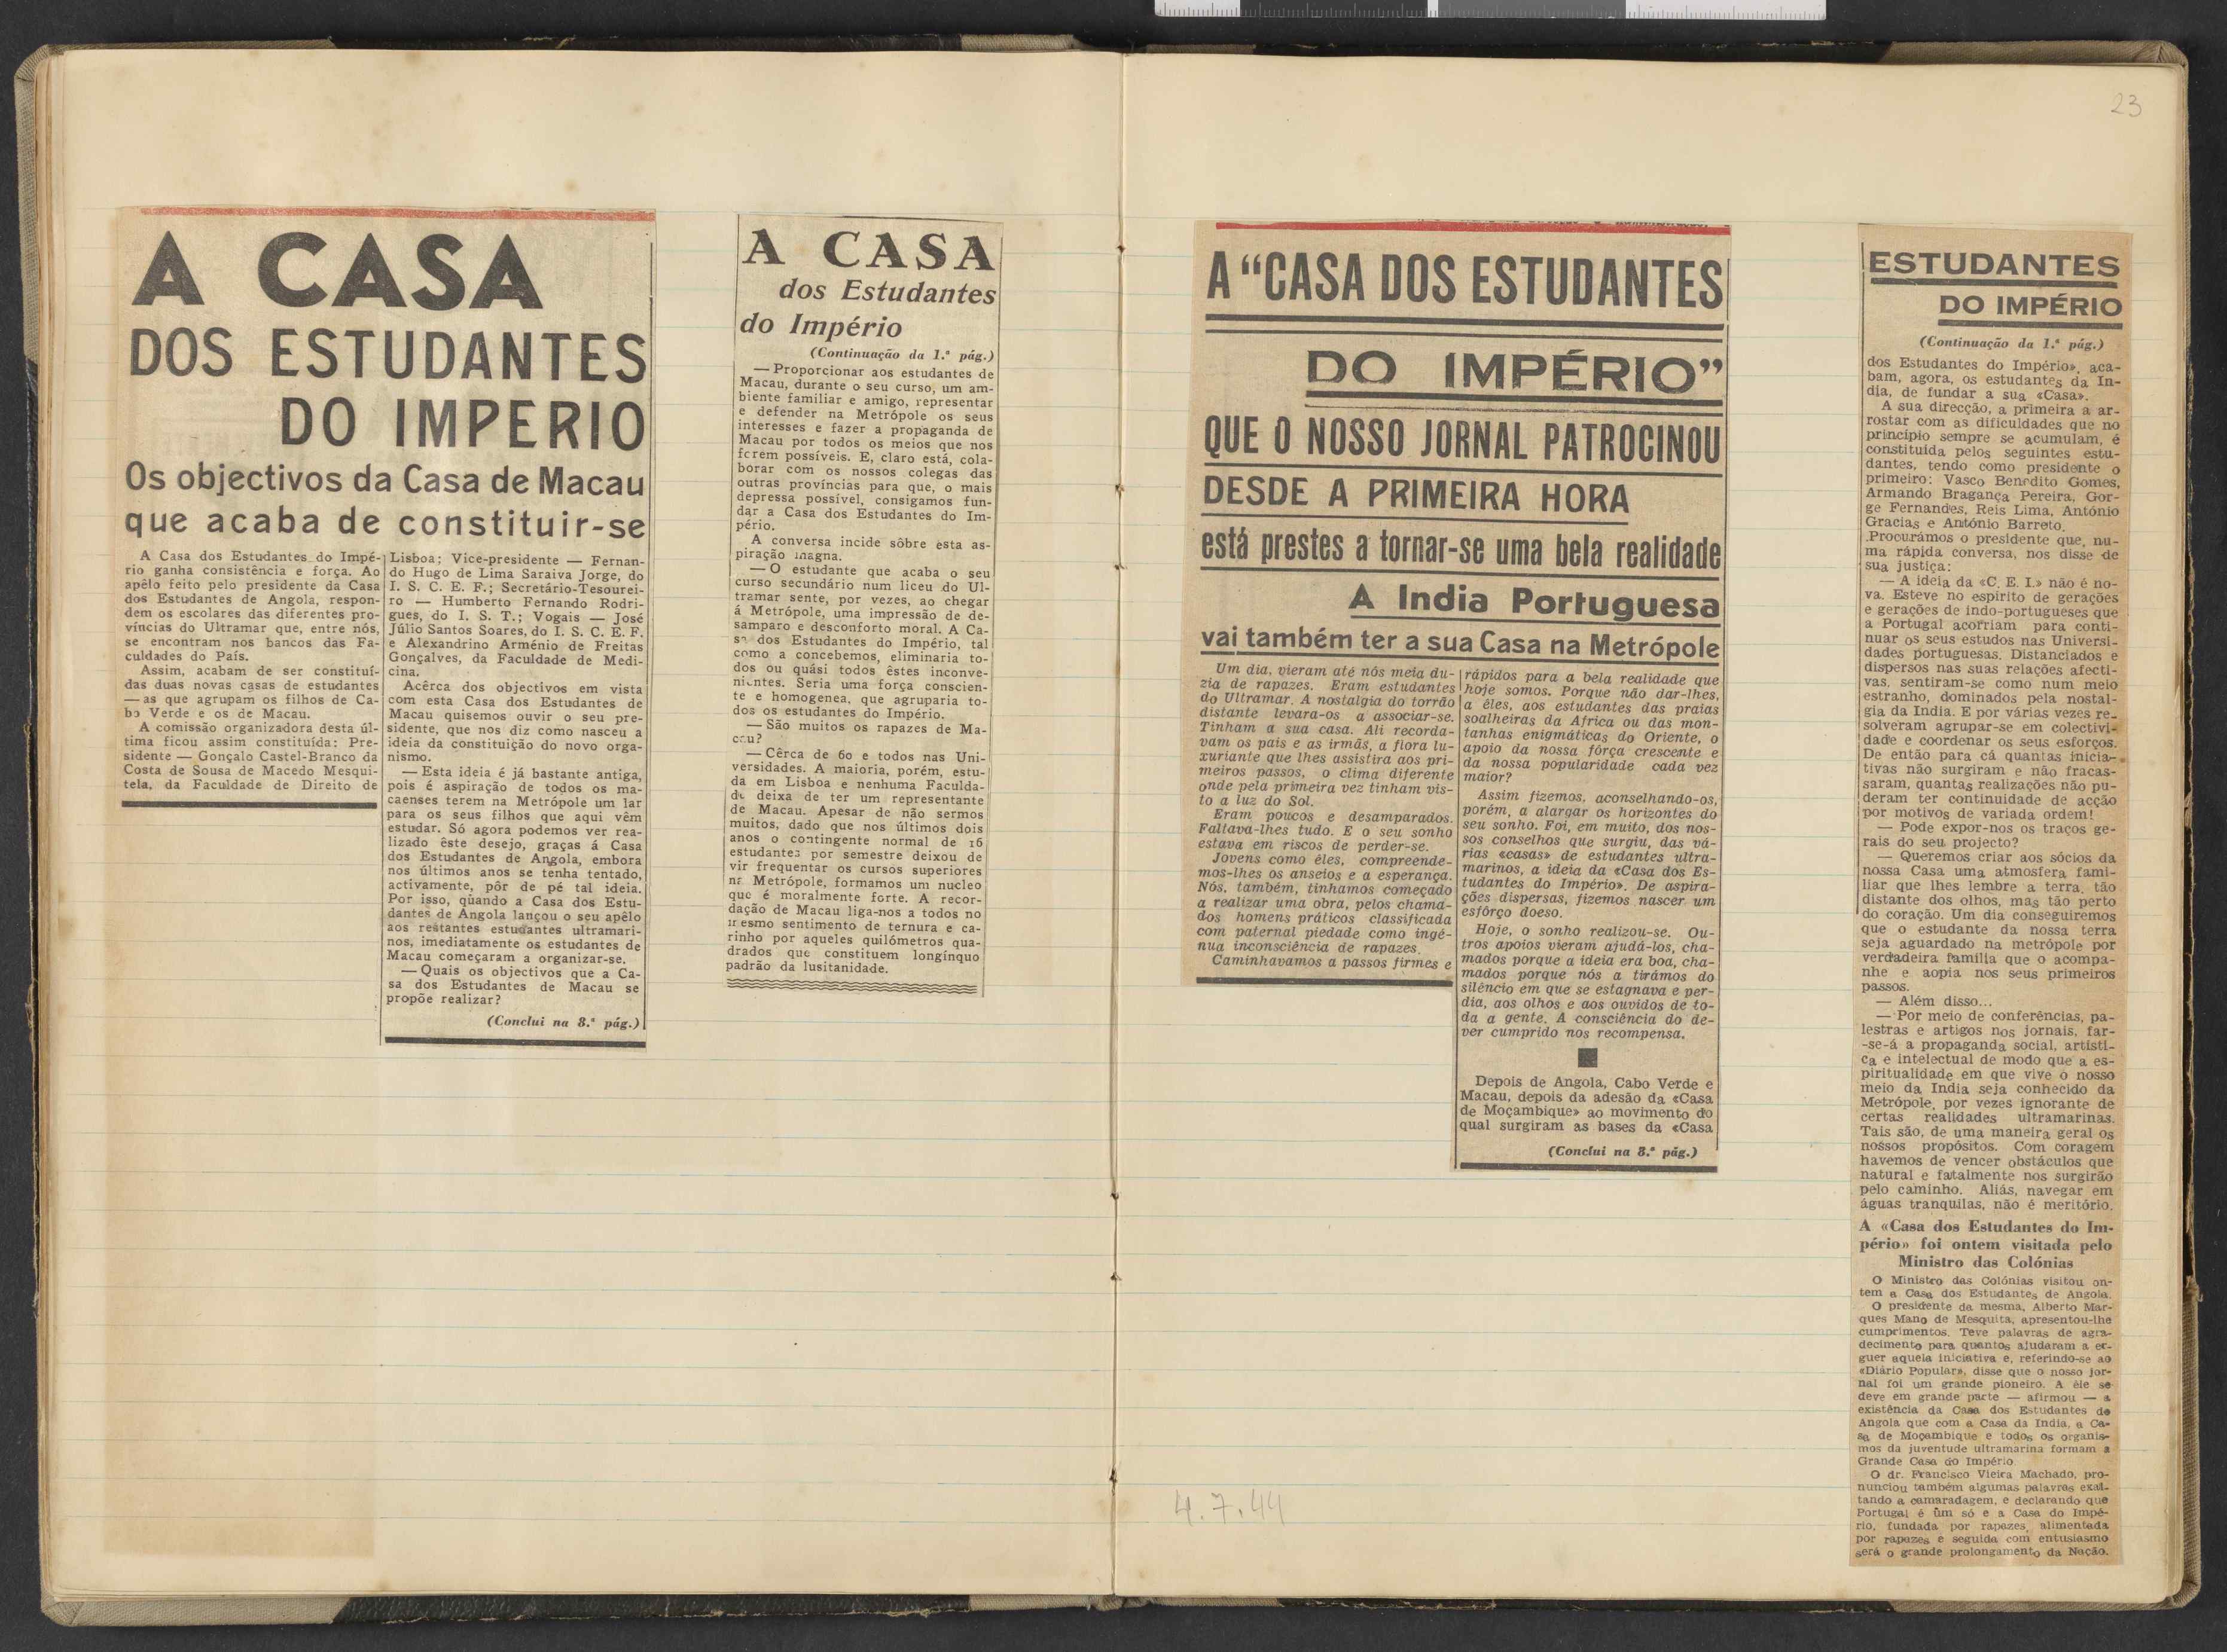 23
A CASA
DOS ESTUDANTES
DO IMPERIO
Os objectivos da Casa de Macau
que acaba de constituir-se
A Casa dos Estudantes do Impé-
rio ganha consistência e força. Ao
apêlo feito pelo presidente da Casa
dos Estudantes de Angola, respon-
dem os escolares das diferentes pro-
víncias do Ultramar que, entre nós,
se encontram nos bancos das Fa-
culdades do País.
Assim, acabam de ser constituí-
das duas novas casas de estudantes
— as que agrupam os filhos de Ca-
bo Verde e os de Macau.
A comissão organizadora desta úl-
tima ficou assim constituída: Pre-
sidente — Gonçalo Castel-Branco da
Costa de Sousa de Macedo Mesqui-
tela, da Faculdade de Direito de
Lisboa; Vice-presidente — Fernan-
do Hugo de Lima Saraiva Jorge, do
I. S. C. E. F.; Secretário-Tesourei-
ro — Humberto Fernando Rodri-
gues, do I. S. T.; Vogais — José
Júlio Santos Soares, do I. S. C. E. F.
e Alexandrino Arménio de Freitas
Gonçalves, da Faculdade de Medi-
cina.
Acêrca dos objectivos em vista
com esta Casa dos Estudantes de
Macau quisemos ouvir o seu pre-
sidente, que nos diz como nasceu a
ideia da constituição do novo orga-
nismo.
— Esta ideia é já bastante antiga,
pois é aspiração de todos os ma-
caenses terem na Metrópole um lar
para os seus filhos que aqui vêm
estudar. Só agora podemos ver rea-
lizado êste desejo, graças á Casa
dos Estudantes de Angola, embora
nos últimos anos se tenha tentado,
activamente, pôr de pé tal ideia.
Por isso, quando a Casa dos Estu-
dantes de Angola lançou o seu apêlo
aos restantes estudantes ultramari-
nos, imediatamente os estudantes de
Macau começaram a organizar-se.
— Quais os objectivos que a Ca-
sa dos Estudantes de Macau se
propõe realizar?
(Conclui na 8.ª pág.)
A CASA
dos Estudantes
do Império
(Continuação da 1.ª pág.)
— Proporcionar aos estudantes de
Macau, durante o seu curso, um am-
biente familiar e amigo, representar
e defender na Metrópole os seus
interesses e fazer a propaganda de
Macau por todos os meios que nos
forem possíveis. E, claro está, cola-
borar com os nossos colegas das
outras províncias para que, o mais
depressa possível, consigamos fun-
dar a Casa dos Estudantes do Im-
pério.
A conversa incide sôbre esta as-
piração magna.
— O estudante que acaba o seu
curso secundário num liceu do Ul-
tramar sente, por vezes, ao chegar
á Metrópole, uma impressão de de-
samparo e desconforto moral. A Ca-
sa dos Estudantes do Império, tal
como a concebemos, eliminaria to-
dos ou quási todos êstes inconve-
nientes. Seria uma força conscien-
te e homogenea, que agruparia to-
dos os estudantes do Império.
— São muitos os rapazes de Ma-
cau?
— Cêrca de 60 e todos nas Uni-
versidades. A maioria, porém, estu-
da em Lisboa e nenhuma Faculda-
de deixa de ter um representante
de Macau. Apesar de não sermos
muitos, dado que nos últimos dois
anos o contingente normal de 16
estudantes por semestre deixou de
vir frequentar os cursos superiores
na Metrópole, formamos um nucleo
que é moralmente forte. A recor-
dação de Macau liga-nos a todos no
mesmo sentimento de ternura e ca-
rinho por aqueles quilómetros qua-
drados que constituem longínquo
padrão da lusitanidade.
A “CASA DOS ESTUDANTES
DO IMPÉRIO”
QUE O NOSSO JORNAL PATROCINOU
DESDE A PRIMEIRA HORA
está prestes a tornar-se uma bela realidade
A India Portuguesa
vai também ter a sua Casa na Metrópole
Um dia, vieram até nós meia du-
zia de rapazes. Eram estudantes
do Ultramar. A nostalgia do torrão
distante levara-os a associar-se.
Tinham a sua casa. Ali recorda-
vam os pais e as irmãs, a flora lu-
xuriante que lhes assistira aos pri-
meiros passos, o clima diferente
onde pela primeira vez tinham vis-
to a luz do Sol.
Eram poucos e desamparados.
Faltava-lhes tudo. E o seu sonho
estava em riscos de perder-se.
Jovens como êles, compreende-
mos-lhes os anseios e a esperança.
Nós, também, tinhamos começado
a realizar uma obra, pelos chama-
dos homens práticos classificada
com paternal piedade como ingé-
nua inconsciência de rapazes.
Caminhavamos a passos firmes e
rápidos para a bela realidade que
hoje somos. Porque não dar-lhes,
a êles, aos estudantes das praias
soalheiras da Africa ou das mon-
tanhas enigmáticas do Oriente, o
apoio da nossa fôrça crescente e
da nossa popularidade cada vez
maior?
Assim fizemos, aconselhando-os,
porém, a alargar os horizontes do
seu sonho. Foi, em muito, dos nos-
sos conselhos que surgiu, das vá-
rias «casas» de estudantes ultra-
marinos, a ideia da «Casa dos Es-
tudantes do Império». De aspira-
ções dispersas, fizemos nascer um
esfôrço doeso.
Hoje, o sonho realizou-se. Ou-
tros apoios vieram ajudá-los, cha-
mados porque a ideia era boa, cha-
mados porque nós a tirámos do
silêncio em que se estagnava e per-
dia, aos olhos e aos ouvidos de to-
da a gente. A consciência do de-
ver cumprido nos recompensa.
Depois de Angola, Cabo Verde e
Macau, depois da adesão da «Casa
de Moçambique» ao movimento do
qual surgiram as bases da «Casa
(Conclui na 8.ª pág.)
4.7.44
ESTUDANTES
DO IMPÉRIO
(Continuação da 1.ª pág.)
dos Estudantes do Império», aca-
bam, agora, os estudantes da In-
dia, de fundar a sua «Casa».
A sua direcção, a primeira a ar-
rostar com as dificuldades que no
princípio sempre se acumulam, é
constituída pelos seguintes estu-
dantes, tendo como presidente o
primeiro: Vasco Benedito Gomes,
Armando Bragança Pereira, Gor-
ge Fernandes, Reis Lima, António
Gracias e António Barreto.
Procurámos o presidente que, nu-
ma rápida conversa, nos disse de
sua justiça:
— A ideia da «C. E. I.» não é no-
va. Esteve no espírito de gerações
e gerações de indo-portugueses que
a Portugal acorriam para conti-
nuar os seus estudos nas Universi-
dades portuguesas. Distanciados e
dispersos nas suas relações afecti-
vas, sentiram-se como num meio
estranho, dominados pela nostal-
gia da India. E por várias vezes re-
solveram agrupar-se em colectivi-
dade e coordenar os seus esforços.
De então para cá quantas inicia-
tivas não surgiram e não fracas-
saram, quantas realizações não pu-
deram ter continuidade de acção
por motivos de variada ordem!
— Pode expor-nos os traços ge-
rais do seu projecto?
— Queremos criar aos sócios da
nossa Casa uma atmosfera fami-
liar que lhes lembre a terra, tão
distante dos olhos, mas tão perto
do coração. Um dia conseguiremos
que o estudante da nossa terra
seja aguardado na metrópole por
verdadeira família que o acompa-
nhe e aopia nos seus primeiros
passos.
— Além disso...
— Por meio de conferências, pa-
lestras e artigos nos jornais, far-
-se-á a propaganda social, artísti-
ca e intelectual de modo que a es-
piritualidade em que vive o nosso
meio da India seja conhecido da
Metrópole, por vezes ignorante de
certas realidades ultramarinas.
Tais são, de uma maneira geral os
nossos propósitos. Com coragem
havemos de vencer obstáculos que
natural e fatalmente nos surgirão
pelo caminho. Aliás, navegar em
águas tranquilas, não é meritório.
A «Casa dos Estudantes do Im-
pério» foi ontem visitada pelo
Ministro das Colónias
O Ministro das Colónias visitou on-
tem a Casa dos Estudantes de Angola.
O presidente da mesma, Alberto Mar-
ques Mano de Mesquita, apresentou-lhe
cumprimentos. Teve palavras de agra-
decimento para quantos ajudaram a er-
guer aquela iniciativa e, referindo-se ao
«Diário Popular», disse que o nosso jor-
nal foi um grande pioneiro. A êle se
deve em grande parte — afirmou — a
existência da Casa dos Estudantes de
Angola que com a Casa da India, a Ca-
sa de Moçambique e todos os organis-
mos da juventude ultramarina formam a
Grande Casa do Império.
O dr. Francisco Vieira Machado, pro-
nunciou também algumas palavras exal-
tando a camaradagem, e declarando que
Portugal é um só e a Casa do Impé-
rio, fundada por rapazes, alimentada
por rapazes e seguida com entusiasmo
será o grande prolongamento da Nação.